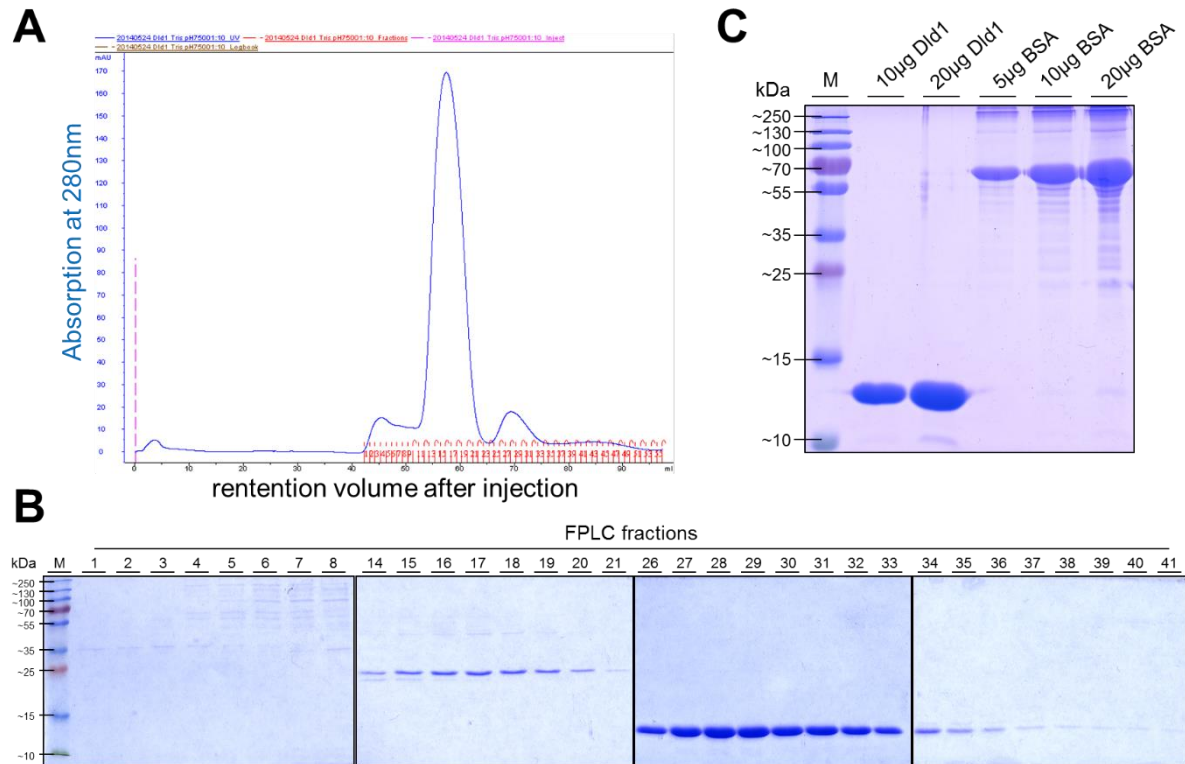 A
20140524 Dld1 Tris pH75001:10_UV 20140524 Dld1 Tris pH75001:10_Fractions 20140524 Dld1 Tris pH75001:10_Inject
20140524 Dld1 Tris pH75001:10_Logbook
mAU
170
160
150
140
130
120
110
100
90
80
70
60
50
40
30
20
10
0
Absorption at 280nm
0 10 20 30 40 50 60 70 80 90 ml
rentention volume after injection
C
10µg Dld1 20µg Dld1 5µg BSA 10µg BSA 20µg BSA
kDa M
~250
~130
~100
~70
~55
~35
~25
~15
~10
B
FPLC fractions
kDa M 1 2 3 4 5 6 7 8 14 15 16 17 18 19 20 21 26 27 28 29 30 31 32 33 34 35 36 37 38 39 40 41
~250
~130
~100
~70
~55
~35
~25
~15
~10